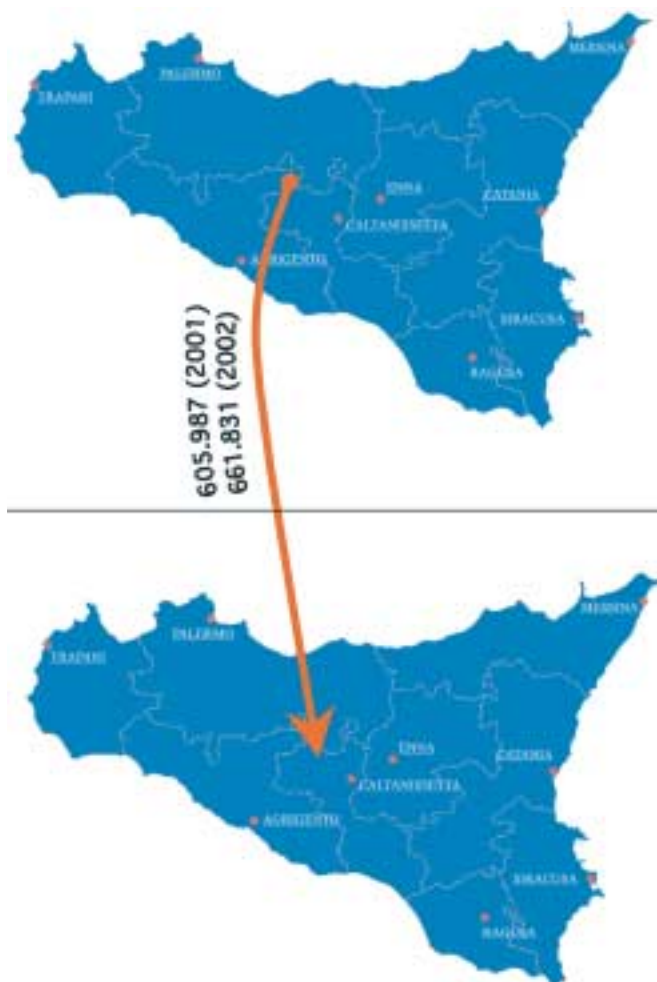 MESSINA
PALERMO
TRAPANI
ENNA
CATANIA
CALTANISSETTA
AGRIGENTO
SIRACUSA
RAGUSA
605.987 (2001)
661.831 (2002)
MESSINA
PALERMO
TRAPANI
ENNA
CATANIA
CALTANISSETTA
AGRIGENTO
SIRACUSA
RAGUSA